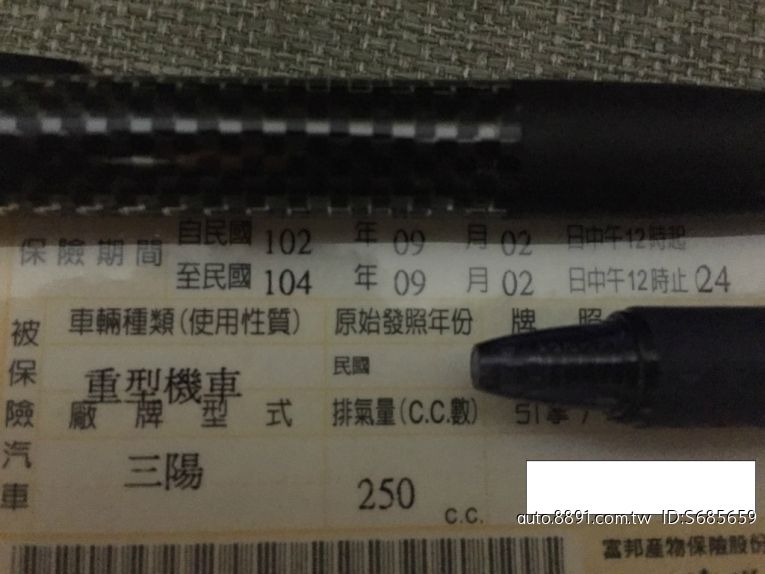 保險期間 自民國 102 年 09 月 02 日中午12時起
至民國 104 年 09 月 02 日中午12時止(24
被保險汽車
車輛種類(使用性質) 原始發照年份 牌 照
民國
重型機車
廠牌型式 排氣量(C.C.數) 引擎/
三陽
250 C.C.
富邦產物保險股份
auto.8891.com.tw ID:S685659